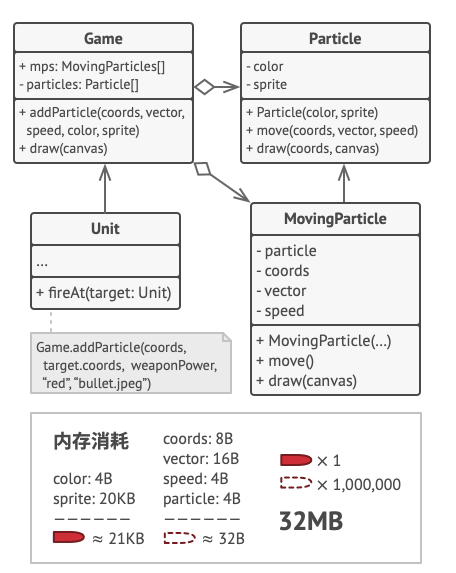 Game
+ mps: MovingParticles[]
- particles: Particle[]
+ addParticle(coords, vector,
speed, color, sprite)
+ draw(canvas)
Particle
- color
- sprite
+ Particle(color, sprite)
+ move(coords, vector, speed)
+ draw(coords, canvas)
Unit
...
+ fireAt(target: Unit)
Game.addParticle(coords,
target.coords, weaponPower,
“red”, “bullet.jpeg”)
MovingParticle
- particle
- coords
- vector
- speed
+ MovingParticle(...)
+ move()
+ draw(canvas)
内存消耗
color: 4B
sprite: 20KB
––––––
≈ 21KB
coords: 8B
vector: 16B
speed: 4B
particle: 4B
––––––
≈ 32B
× 1
× 1,000,000
32MB